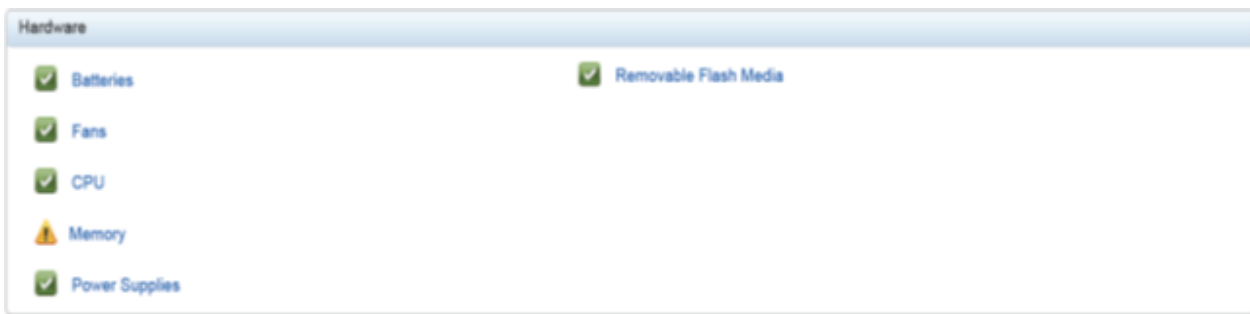 Hardware
Batteries
Fans
CPU
Memory
Power Supplies
Removable Flash Media